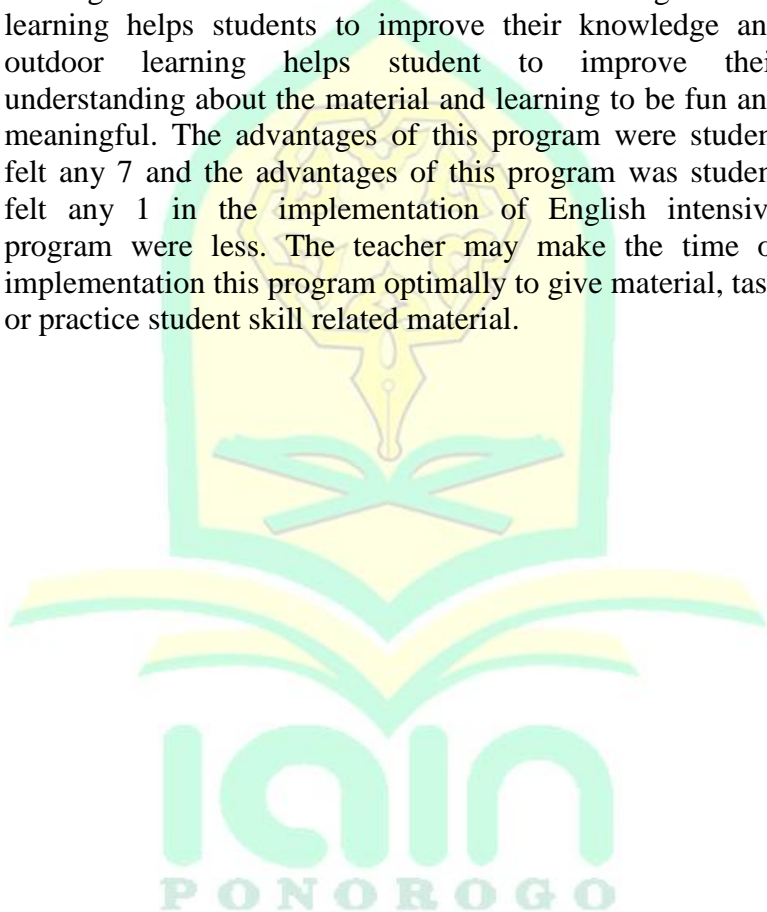 learning helps students to improve their knowledge an
outdoor learning helps student to improve thei
understanding about the material and learning to be fun an
meaningful. The advantages of this program were studen
felt any 7 and the advantages of this program was studen
felt any 1 in the implementation of English intensiv
program were less. The teacher may make the time o
implementation this program optimally to give material, tas
or practice student skill related material.
iain
PONOROGO